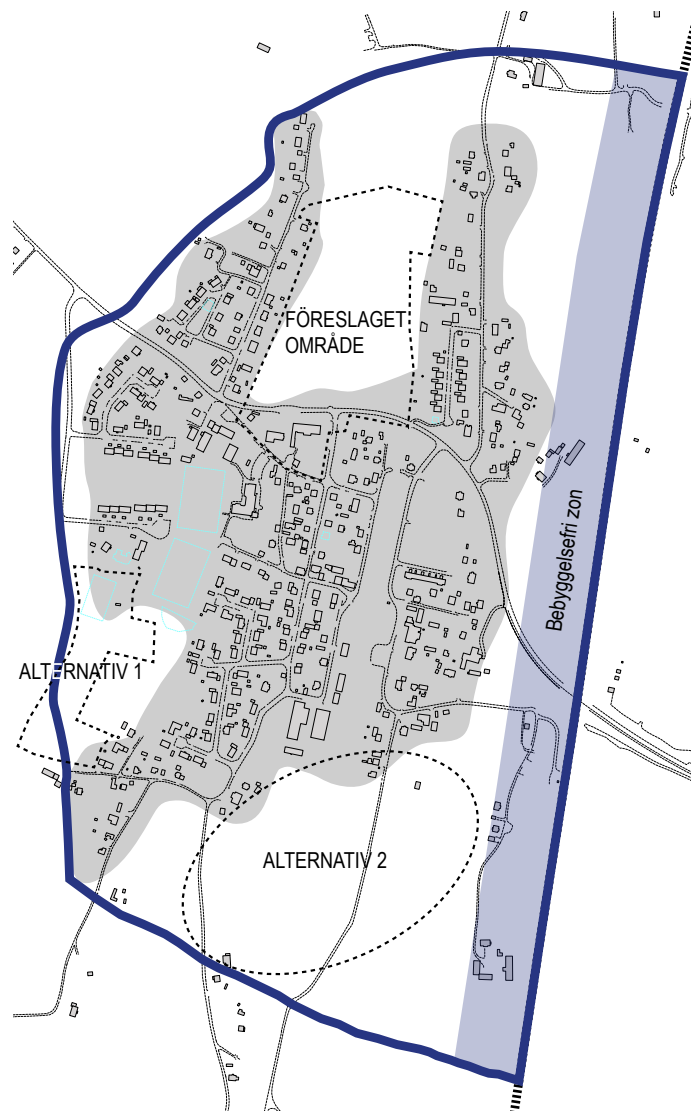 FÖRESLAGET
OMRÅDE
Bebyggelsefri zon
ALTERNATIV 1
ALTERNATIV 2